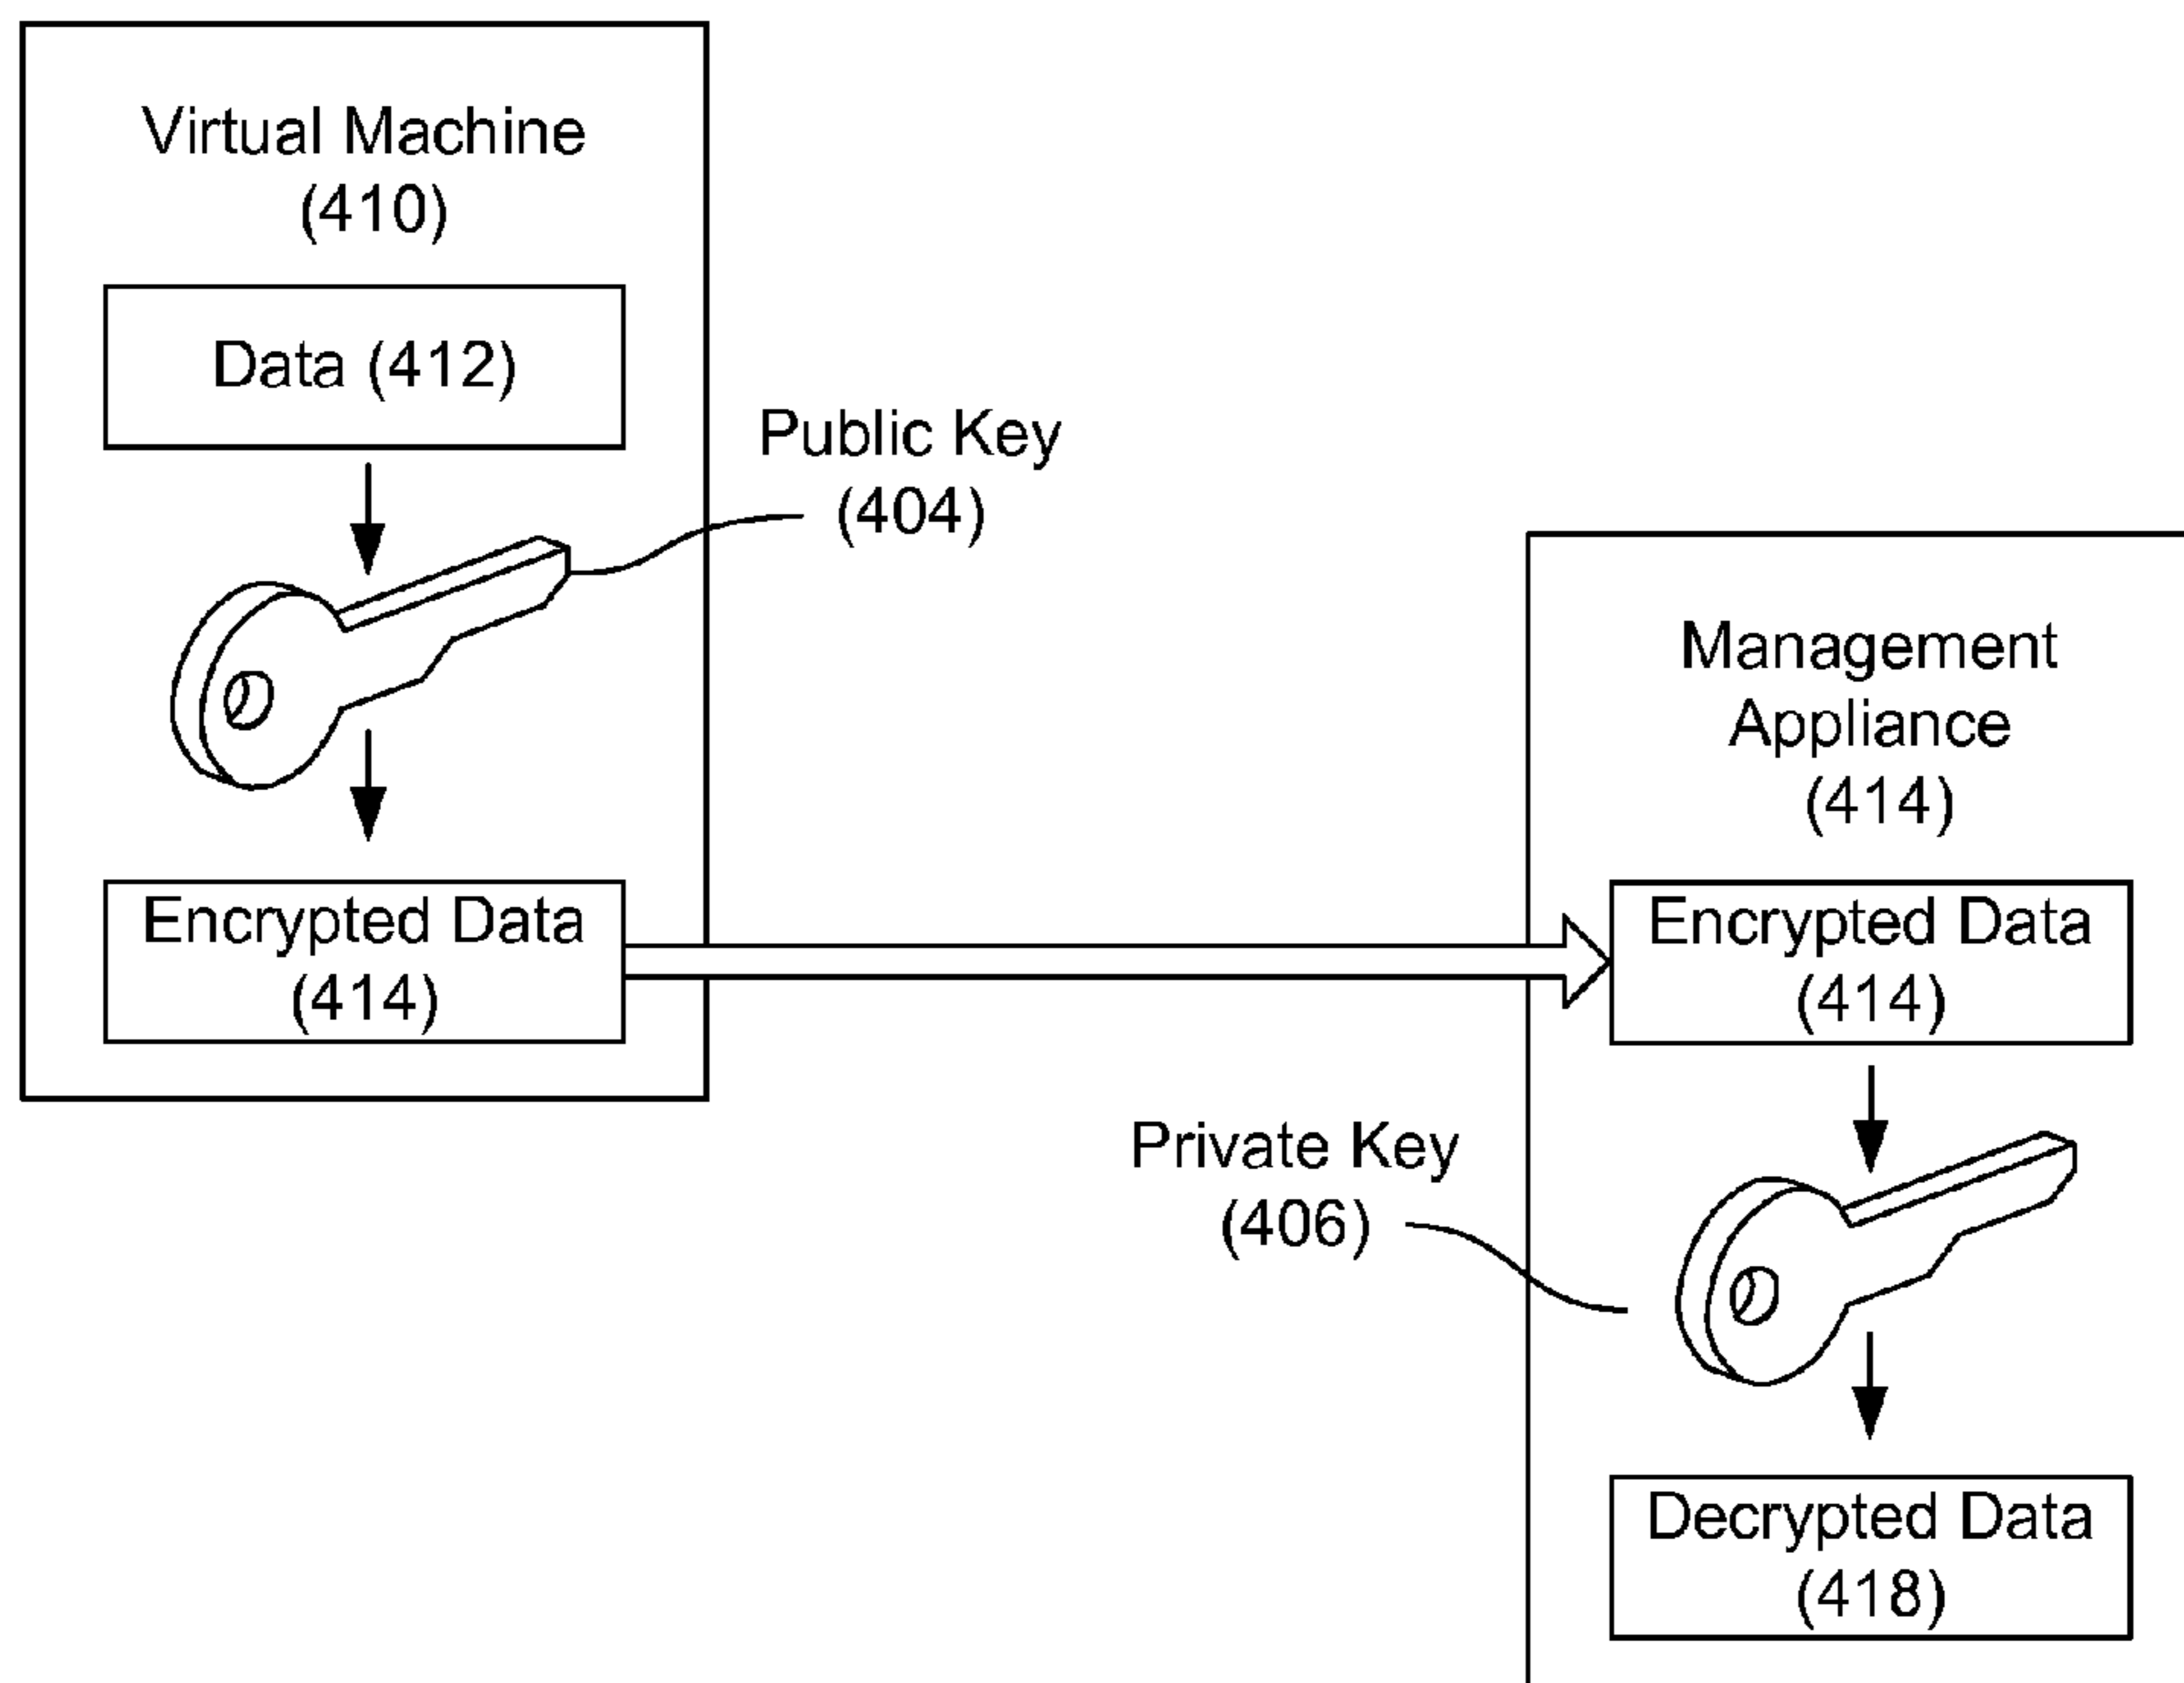 Virtual Machine
(410)
Data (412)
Public Key
(404)
Encrypted Data
(414)
Management
Appliance
(414)
Encrypted Data
(414)
Private Key
(406)
Decrypted Data
(418)